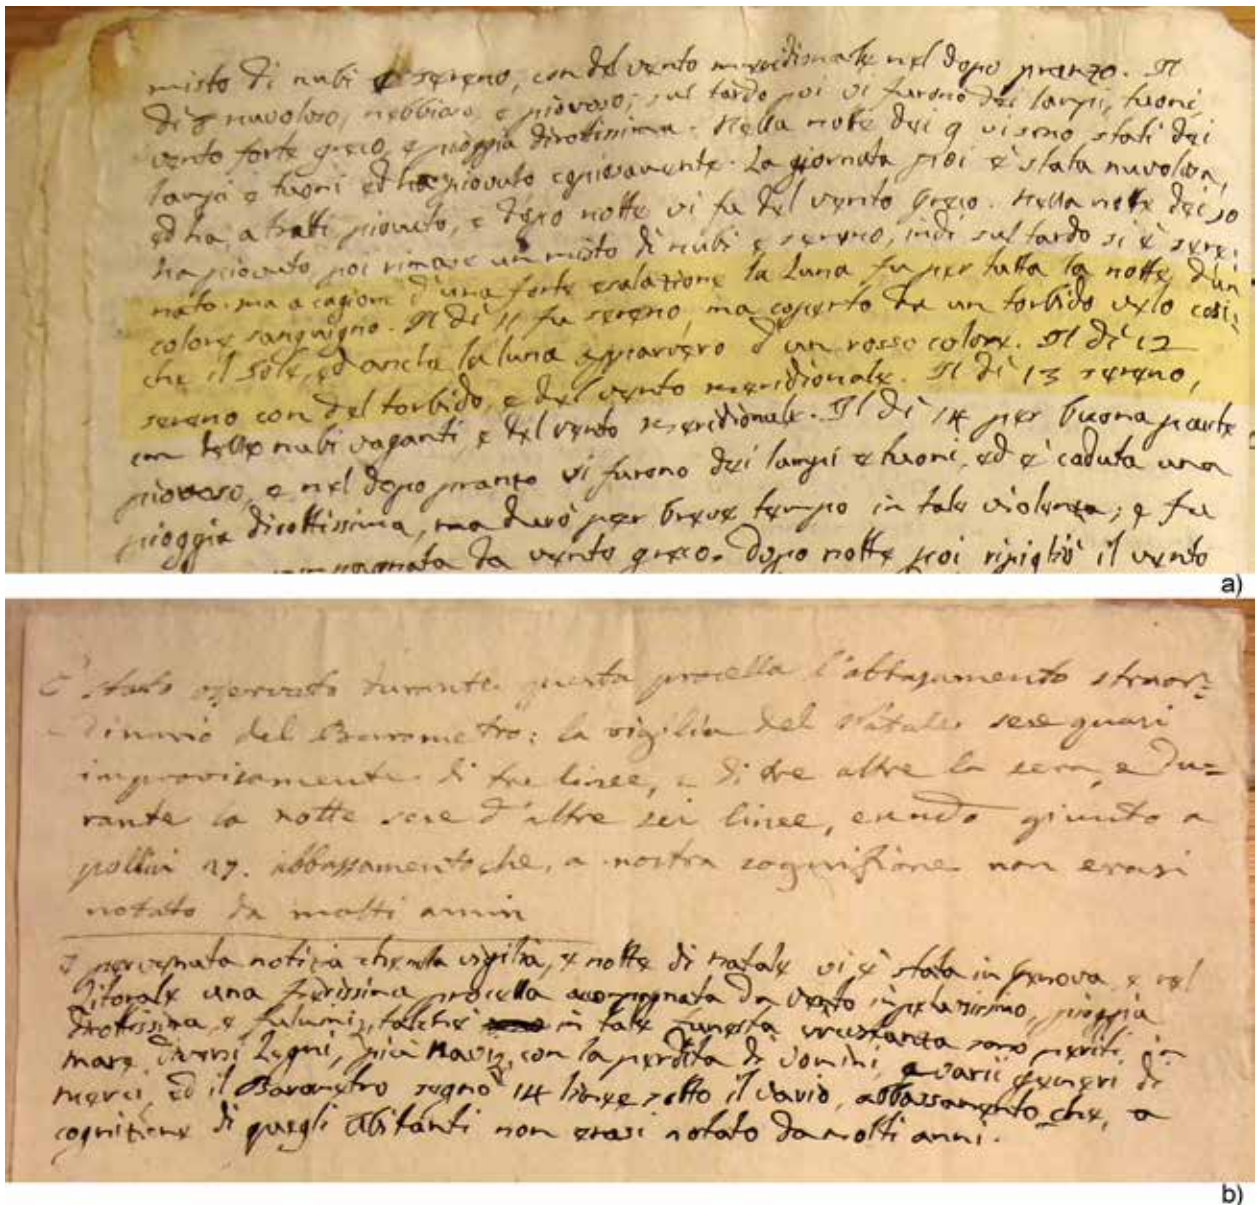 misto di nubi e sereno, con del vento meridionale nel dopo pranzo. Il
dì 8 nuvoloso, nebbioso, e piovoso; sul tardo poi vi furono dei lampi, tuoni,
vento forte greco, e pioggia dirottissima. Nella notte dei 9 vi sono stati dei
lampi e tuoni ed ha piovuto copiosamente. La giornata poi è stata nuvolosa,
ed ha a tratti piovuto, e dopo notte vi fu del vento Greco. Nella notte dei 10
ha piovuto, poi rimase un misto di nubi e sereno, indi sul tardo si è sere:
nato. ma a cagione d'una forte esalazione la Luna fu per tutta la notte d'un
colore sanguigno. Il dì 11 fu sereno, ma coperto da un torbido velo cosi:
che il sole, ed anche la luna apparvero d'un rosso colore. Il dì 12
sereno con del torbido, e del vento meridionale. Il dì 13 sereno,
con delle nubi vaganti, e del vento meridionale. Il dì 14 per buona parte
piovoso, e nel dopo pranzo vi furono dei lampi e tuoni, ed è caduta una
pioggia dirottissima, ma durò per breve tempo in tale violenza; e fu
da vento greco. Dopo notte poi ripigliò il vento
a)
È stato osservato durante questa procella l'abbassamento straor=
dinario del Barometro: la vigilia del Natale scese quasi
improvisamente di tre linee, e di tre altre la sera, e du=
rante la notte scese d'altre sei linee, essendo giunto a
pollici 27. abbassamento che, a nostra cognizione non erasi
notato da molti anni
pervenuta notizia che nella vigilia, e notte di natale vi è stata in Genova, e nel
Litorale una fierissima procella accompagnata da vento impetuosissimo, pioggia
dirottissima, e fulmini, talchè in tale funesta circostanza sono periti in
mare diversi Legni, più Navi, con la perdita di uomini, e varii generi di
merci, ed il Barometro segnò 14 linee sotto il vario, abbassamento che, a
cognizione di quegli Abitanti non erasi notato da molti anni.
b)